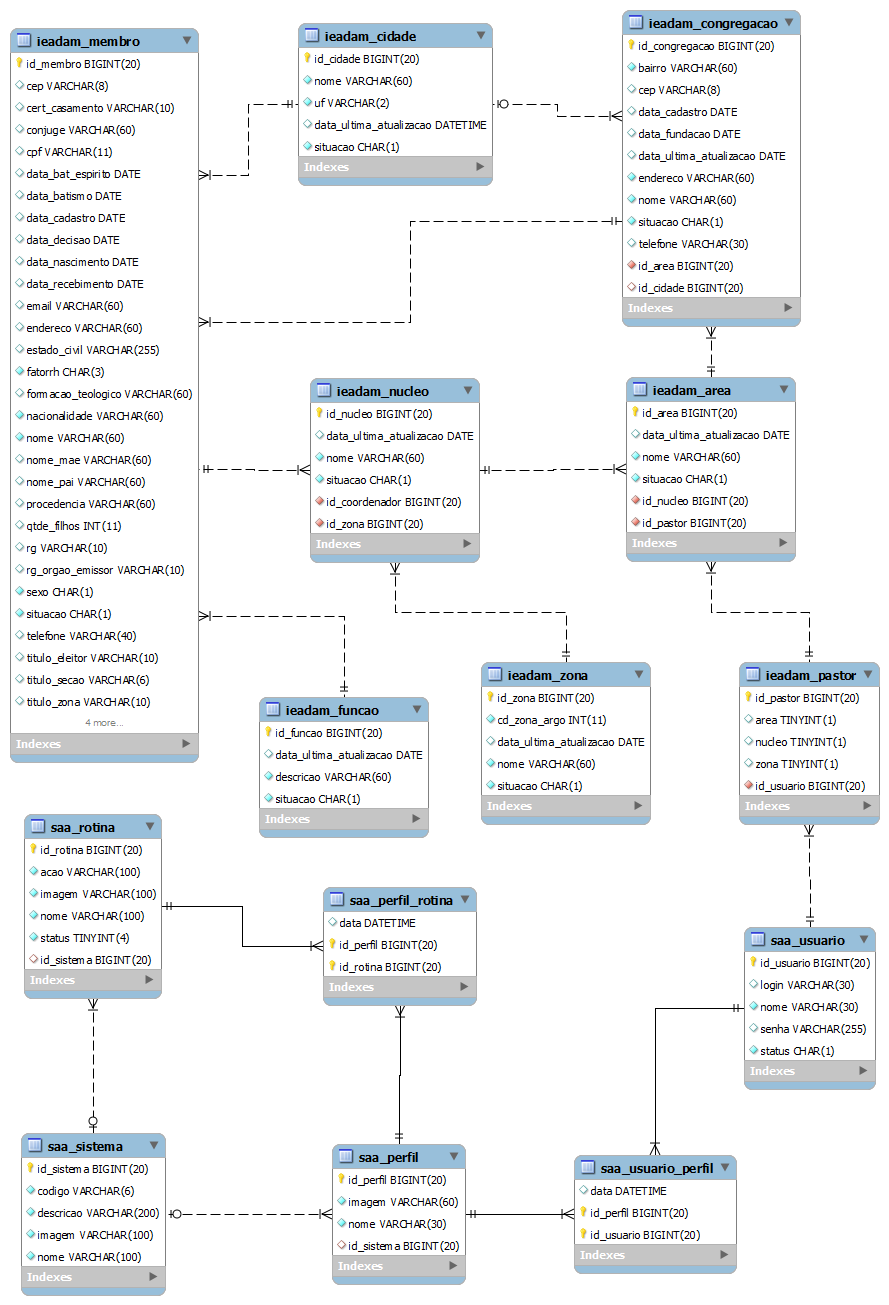 ieadam_membro
id_membro BIGINT(20)
cep VARCHAR(8)
cert_casamento VARCHAR(10)
conjuge VARCHAR(60)
cpf VARCHAR(11)
data_bat_espirito DATE
data_batismo DATE
data_cadastro DATE
data_decisao DATE
data_nascimento DATE
data_recebimento DATE
email VARCHAR(60)
endereco VARCHAR(60)
estado_civil VARCHAR(255)
fatorrh CHAR(3)
formacao_teologico VARCHAR(60)
nacionalidade VARCHAR(60)
nome VARCHAR(60)
nome_mae VARCHAR(60)
nome_pai VARCHAR(60)
procedencia VARCHAR(60)
qtde_filhos INT(11)
rg VARCHAR(10)
rg_orgao_emissor VARCHAR(10)
sexo CHAR(1)
situacao CHAR(1)
telefone VARCHAR(40)
titulo_eleitor VARCHAR(10)
titulo_secao VARCHAR(6)
titulo_zona VARCHAR(10)
4 more...
Indexes
ieadam_cidade
id_cidade BIGINT(20)
nome VARCHAR(60)
uf VARCHAR(2)
data_ultima_atualizacao DATETIME
situacao CHAR(1)
Indexes
ieadam_congregacao
id_congregacao BIGINT(20)
bairro VARCHAR(60)
cep VARCHAR(8)
data_cadastro DATE
data_fundacao DATE
data_ultima_atualizacao DATE
endereco VARCHAR(60)
nome VARCHAR(60)
situacao CHAR(1)
telefone VARCHAR(30)
id_area BIGINT(20)
id_cidade BIGINT(20)
Indexes
ieadam_nucleo
id_nucleo BIGINT(20)
data_ultima_atualizacao DATE
nome VARCHAR(60)
situacao CHAR(1)
id_coordenador BIGINT(20)
id_zona BIGINT(20)
Indexes
ieadam_area
id_area BIGINT(20)
data_ultima_atualizacao DATE
nome VARCHAR(60)
situacao CHAR(1)
id_nucleo BIGINT(20)
id_pastor BIGINT(20)
Indexes
ieadam_funcao
id_funcao BIGINT(20)
data_ultima_atualizacao DATE
descricao VARCHAR(60)
situacao CHAR(1)
Indexes
ieadam_zona
id_zona BIGINT(20)
cd_zona_argo INT(11)
data_ultima_atualizacao DATE
nome VARCHAR(60)
situacao CHAR(1)
Indexes
ieadam_pastor
id_pastor BIGINT(20)
area TINYINT(1)
nucleo TINYINT(1)
zona TINYINT(1)
id_usuario BIGINT(20)
Indexes
saa_rotina
id_rotina BIGINT(20)
acao VARCHAR(100)
imagem VARCHAR(100)
nome VARCHAR(100)
status TINYINT(4)
id_sistema BIGINT(20)
Indexes
saa_perfil_rotina
data DATETIME
id_perfil BIGINT(20)
id_rotina BIGINT(20)
Indexes
saa_usuario
id_usuario BIGINT(20)
login VARCHAR(30)
nome VARCHAR(30)
senha VARCHAR(255)
status CHAR(1)
Indexes
saa_sistema
id_sistema BIGINT(20)
codigo VARCHAR(6)
descricao VARCHAR(200)
imagem VARCHAR(100)
nome VARCHAR(100)
Indexes
saa_perfil
id_perfil BIGINT(20)
imagem VARCHAR(60)
nome VARCHAR(30)
id_sistema BIGINT(20)
Indexes
saa_usuario_perfil
data DATETIME
id_perfil BIGINT(20)
id_usuario BIGINT(20)
Indexes